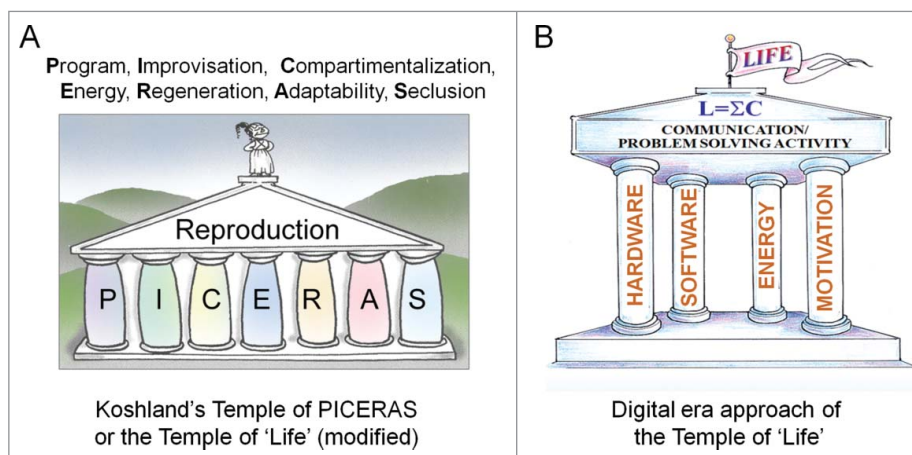 A
Program, Improvisation, Compartimentalization,
Energy, Regeneration, Adaptability, Seclusion
Reproduction
P I C E R A S
Koshland's Temple of PICERAS
or the Temple of 'Life' (modified)
B
LIFE
L=ΣC
COMMUNICATION/
PROBLEM SOLVING ACTIVITY
HARDWARE
SOFTWARE
ENERGY
MOTIVATION
Digital era approach of
the Temple of 'Life'